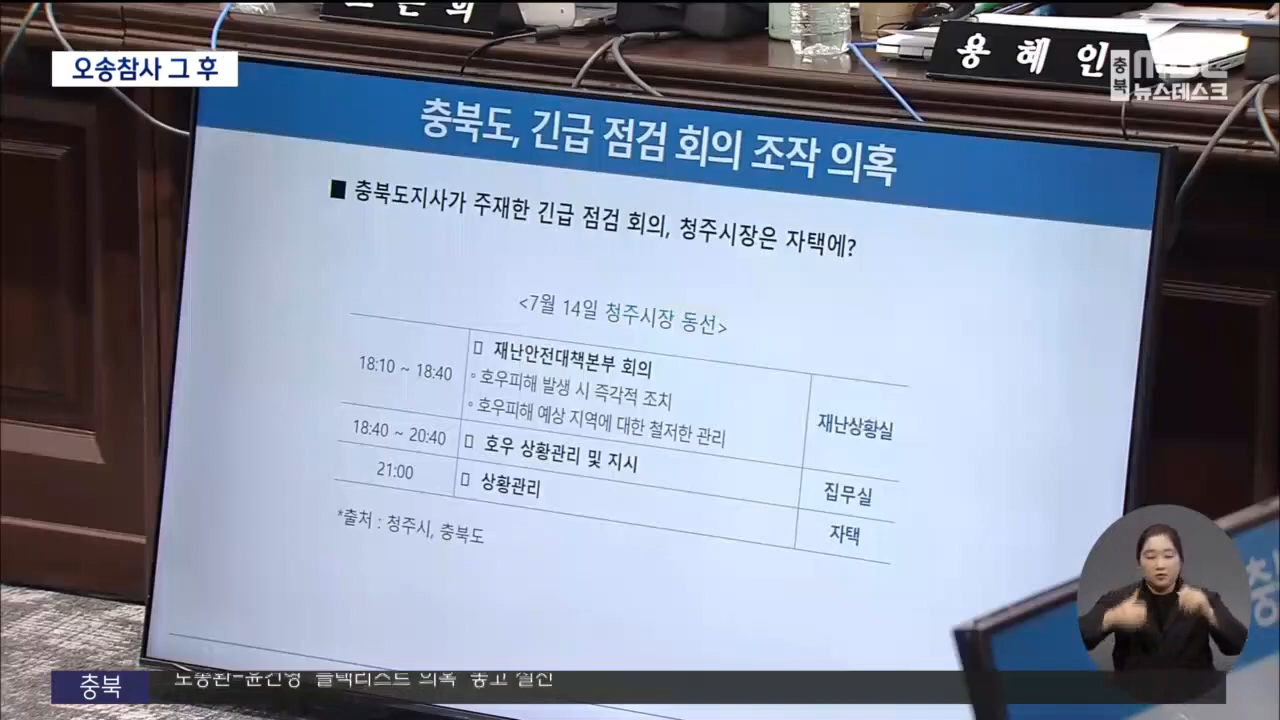 오송참사 그 후
용혜인
충북
MBC
뉴스데스크
충북도, 긴급 점검 회의 조작 의혹
■ 충북도지사가 주재한 긴급 점검 회의, 청주시장은 자택에?
<7월 14일 청주시장 동선>
18:10 ~ 18:40
▯ 재난안전대책본부 회의
◦ 호우피해 발생 시 즉각적 조치
◦ 호우피해 예상 지역에 대한 철저한 관리
재난상황실
18:40 ~ 20:40
▯ 호우 상황관리 및 지시
집무실
21:00
▯ 상황관리
자택
*출처 : 청주시, 충북도
충북